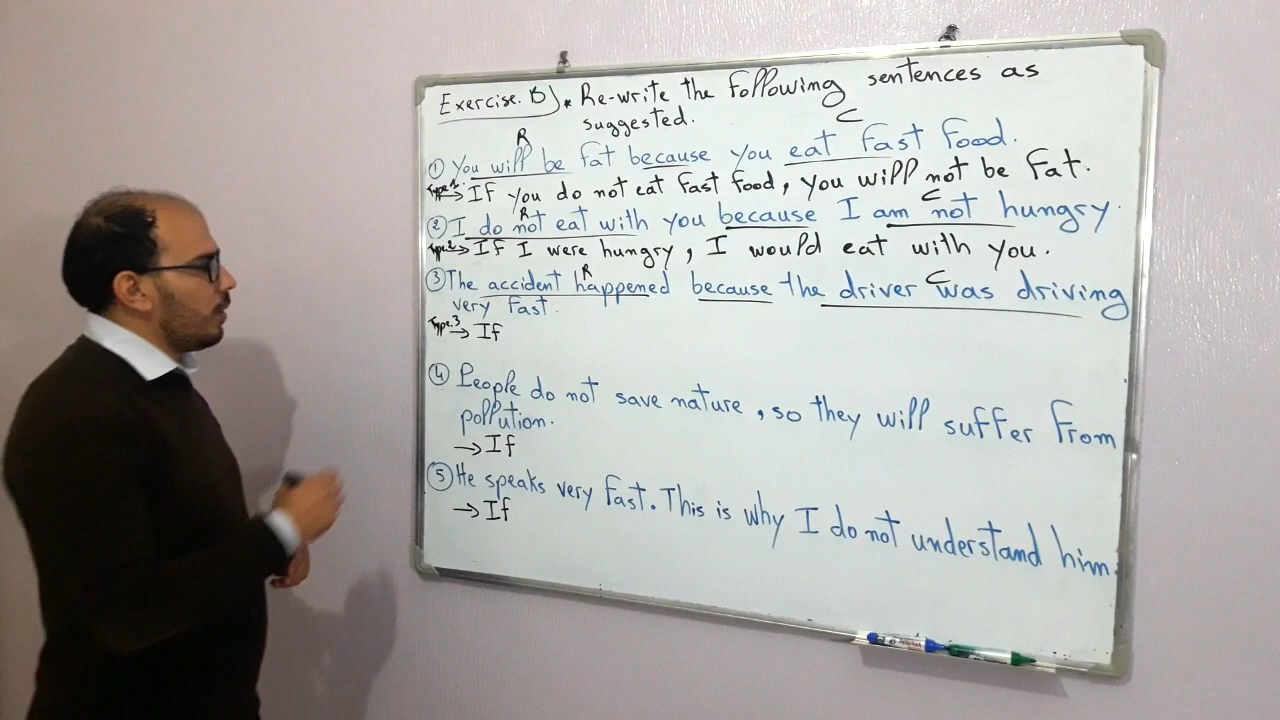 Exercise. B) * Re-write the following sentences as
suggested.
R C
① You will be fat because you eat fast food.
Type.1 → If you do not eat fast food, you will not be fat.
R C
② I do not eat with you because I am not hungry.
Type.2 → If I were hungry, I would eat with you.
R C
③ The accident happened because the driver was driving
very fast.
Type.3 → If
④ People do not save nature, so they will suffer from
pollution.
→ If
⑤ He speaks very fast. This is why I do not understand him.
→ If